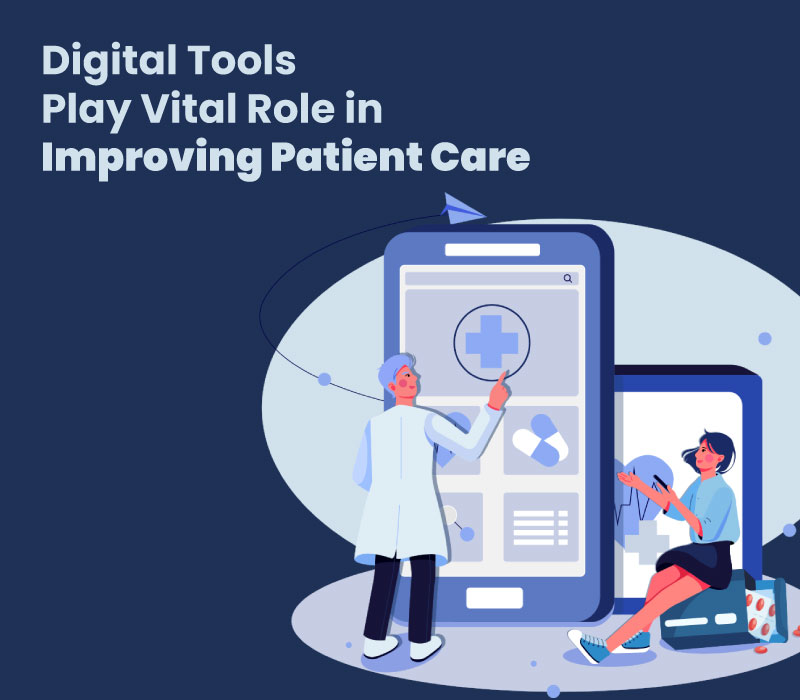 Digital Tools
Play Vital Role in
Improving Patient Care